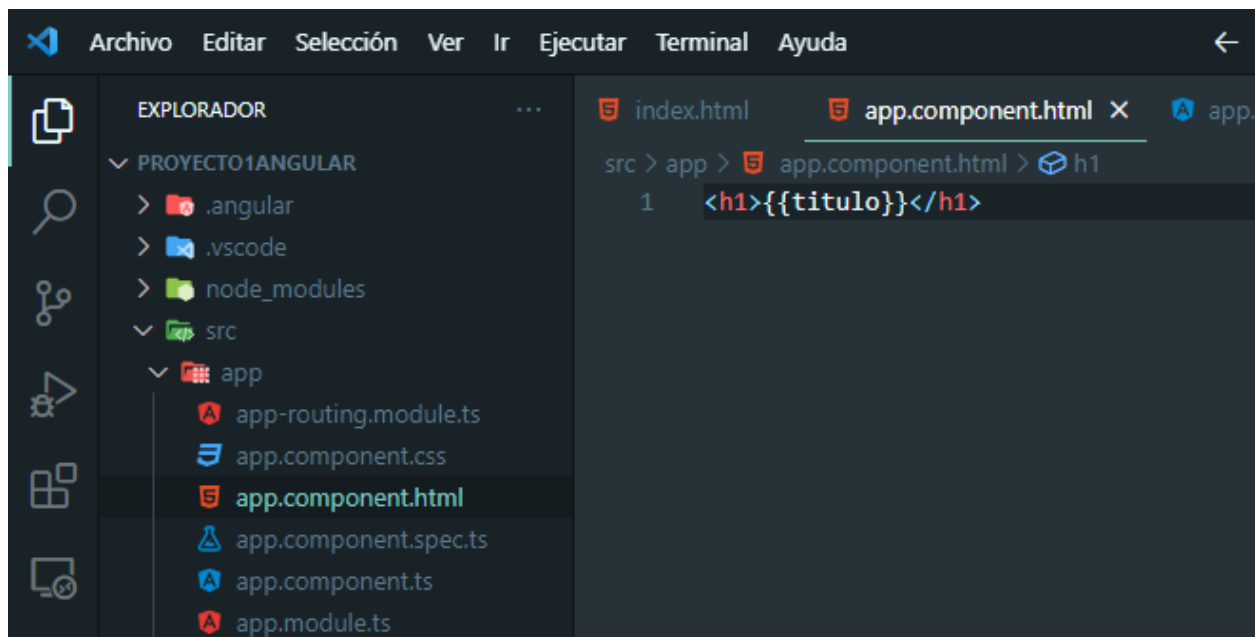 Archivo Editar Selección Ver Ir Ejecutar Terminal Ayuda
EXPLORADOR
PROYECTO1ANGULAR
.angular
.vscode
node_modules
src
app
app-routing.module.ts
app.component.css
app.component.html
app.component.spec.ts
app.component.ts
app.module.ts
index.html app.component.html app.
src > app > app.component.html > h1
1 <h1>{{titulo}}</h1>